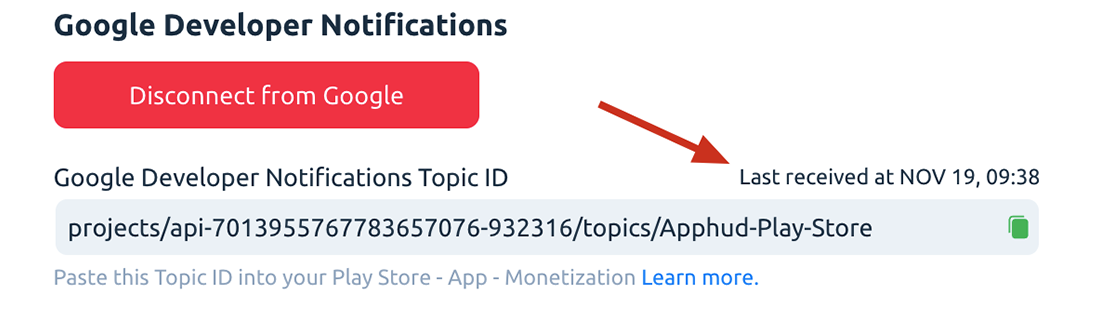 Google Developer Notifications
Disconnect from Google
Google Developer Notifications Topic ID
Last received at NOV 19, 09:38
projects/api-7013955767783657076-932316/topics/Apphud-Play-Store
Paste this Topic ID into your Play Store - App - Monetization Learn more.